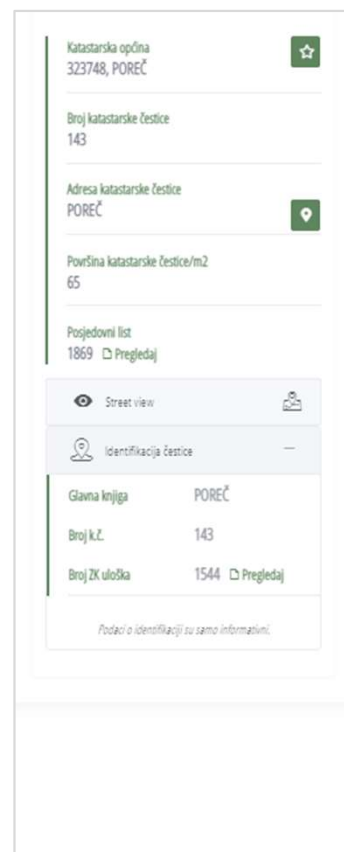 Katastarska općina
323748, POREČ
Broj katastarske čestice
143
Adresa katastarske čestice
POREČ
Površina katastarske čestice/m2
65
Posjedovni list
1869 Pregledaj
Street view
Identifikacija čestice
Glavna knjiga POREČ
Broj k.č. 143
Broj ZK uloška 1544 Pregledaj
Podaci o identifikaciji su samo informativni.